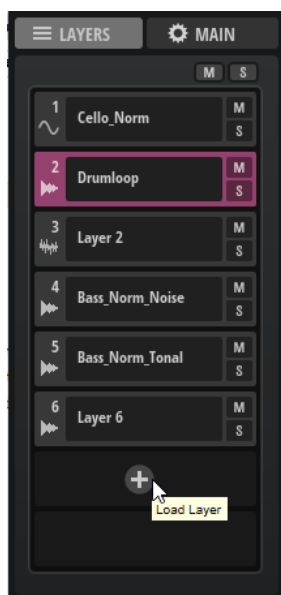 LAYERS MAIN
M S
1 Cello_Norm M
S
2 Drumloop M
S
3 Layer 2 M
S
4 Bass_Norm_Noise M
S
5 Bass_Norm_Tonal M
S
6 Layer 6 M
S
Load Layer